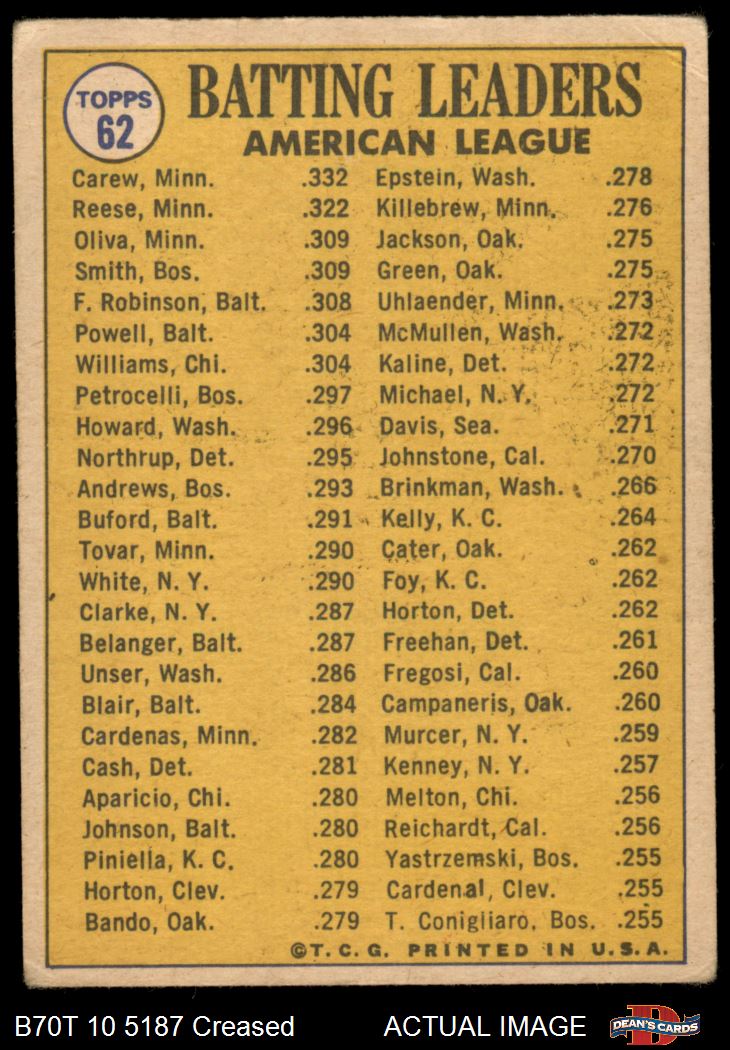 TOPPS
62
BATTING LEADERS
AMERICAN LEAGUE
Carew, Minn. .332 Epstein, Wash. .278
Reese, Minn. .322 Killebrew, Minn. .276
Oliva, Minn. .309 Jackson, Oak. .275
Smith, Bos. .309 Green, Oak. .275
F. Robinson, Balt. .308 Uhlaender, Minn. .273
Powell, Balt. .304 McMullen, Wash. .272
Williams, Chi. .304 Kaline, Det. .272
Petrocelli, Bos. .297 Michael, N. Y. .272
Howard, Wash. .296 Davis, Sea. .271
Northrup, Det. .295 Johnstone, Cal. .270
Andrews, Bos. .293 Brinkman, Wash. .266
Buford, Balt. .291 Kelly, K. C. .264
Tovar, Minn. .290 Cater, Oak. .262
White, N. Y. .290 Foy, K. C. .262
Clarke, N. Y. .287 Horton, Det. .262
Belanger, Balt. .287 Freehan, Det. .261
Unser, Wash. .286 Fregosi, Cal. .260
Blair, Balt. .284 Campaneris, Oak. .260
Cardenas, Minn. .282 Murcer, N. Y. .259
Cash, Det. .281 Kenney, N. Y. .257
Aparicio, Chi. .280 Melton, Chi. .256
Johnson, Balt. .280 Reichardt, Cal. .256
Piniella, K. C. .280 Yastrzemski, Bos. .255
Horton, Clev. .279 Cardenal, Clev. .255
Bando, Oak. .279 T. Conigliaro, Bos. .255
©T. C. G. PRINTED IN U. S. A.
B70T 10 5187 Creased ACTUAL IMAGE DEAN'S CARDS